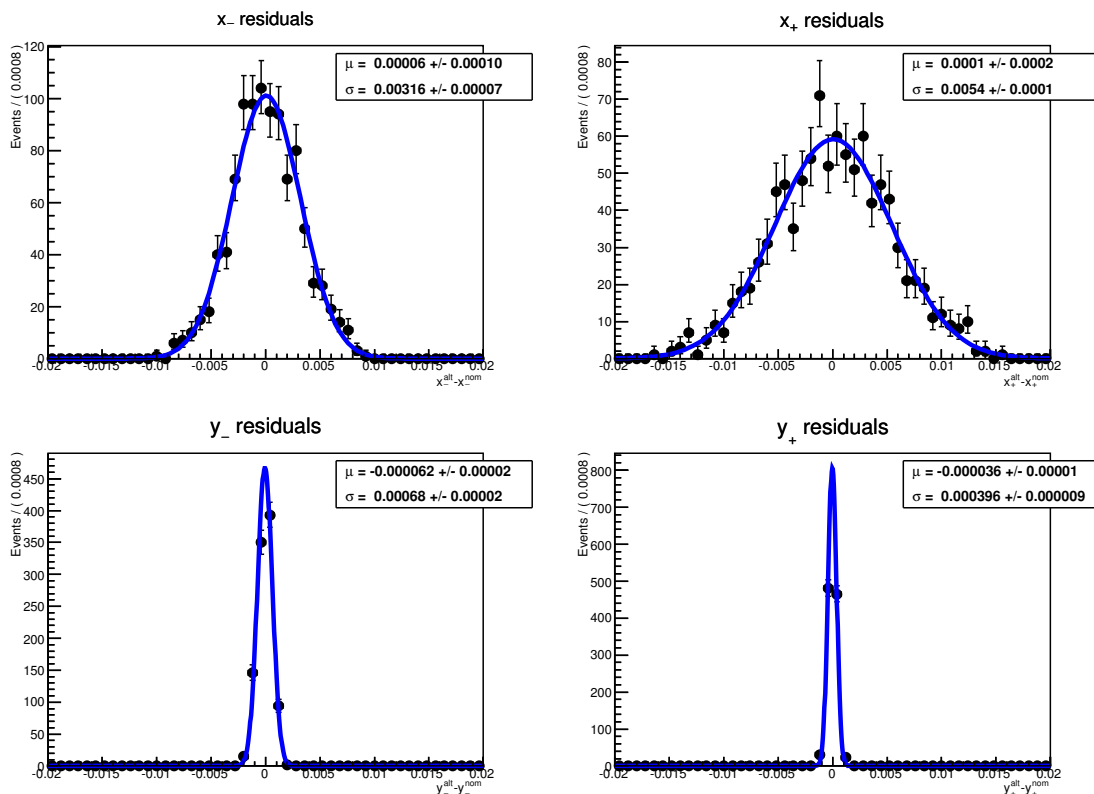 x₋ residuals
Events / ( 0.0008 )
120
100
80
60
40
20
0
μ = 0.00006 +/- 0.00010
σ = 0.00316 +/- 0.00007
-0.02 -0.015 -0.01 -0.005 0 0.005 0.01 0.015 0.02
x₋^alt-x₋^nom
x₊ residuals
Events / ( 0.0008 )
80
70
60
50
40
30
20
10
0
μ = 0.0001 +/- 0.0002
σ = 0.0054 +/- 0.0001
-0.02 -0.015 -0.01 -0.005 0 0.005 0.01 0.015 0.02
x₊^alt-x₊^nom
y₋ residuals
Events / ( 0.0008 )
450
400
350
300
250
200
150
100
50
0
μ = -0.000062 +/- 0.00002
σ = 0.00068 +/- 0.00002
-0.02 -0.015 -0.01 -0.005 0 0.005 0.01 0.015 0.02
y₋^alt-y₋^nom
y₊ residuals
Events / ( 0.0008 )
800
700
600
500
400
300
200
100
0
μ = -0.000036 +/- 0.00001
σ = 0.000396 +/- 0.000009
-0.02 -0.015 -0.01 -0.005 0 0.005 0.01 0.015 0.02
y₊^alt-y₊^nom